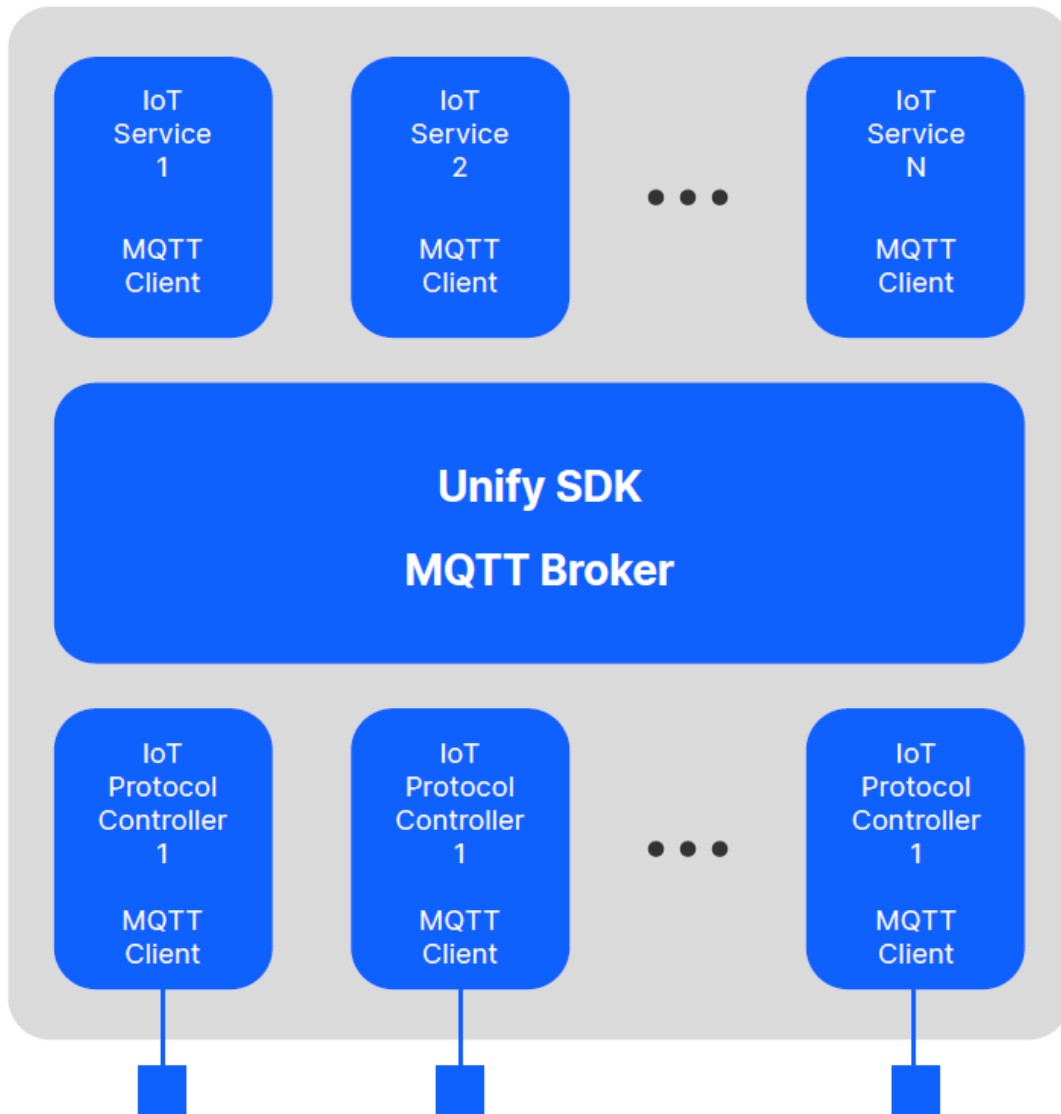 IoT
Service
1
MQTT
Client
IoT
Service
2
MQTT
Client
IoT
Service
N
MQTT
Client
Unify SDK
MQTT Broker
IoT
Protocol
Controller
1
MQTT
Client
IoT
Protocol
Controller
1
MQTT
Client
IoT
Protocol
Controller
1
MQTT
Client